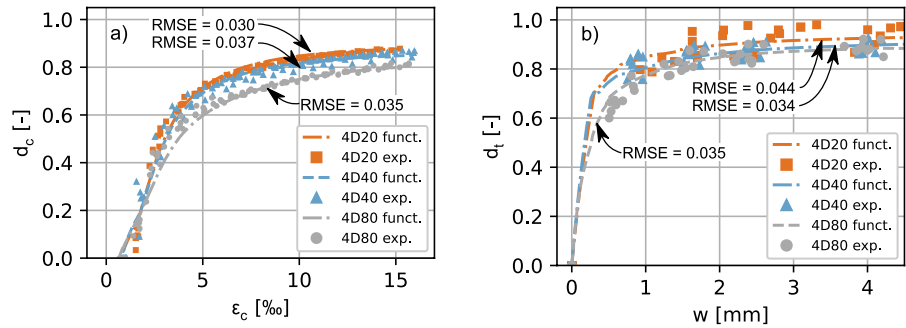 a)
RMSE = 0.030
RMSE = 0.037
RMSE = 0.035
1.0
0.8
0.6
0.4
0.2
0.0
d_c [-]
0
5
10
15
ε_c [‰]
4D20 funct.
4D20 exp.
4D40 funct.
4D40 exp.
4D80 funct.
4D80 exp.
b)
RMSE = 0.044
RMSE = 0.034
RMSE = 0.035
1.0
0.8
0.6
0.4
0.2
0.0
d_t [-]
0
1
2
3
4
w [mm]
4D20 funct.
4D20 exp.
4D40 funct.
4D40 exp.
4D80 funct.
4D80 exp.